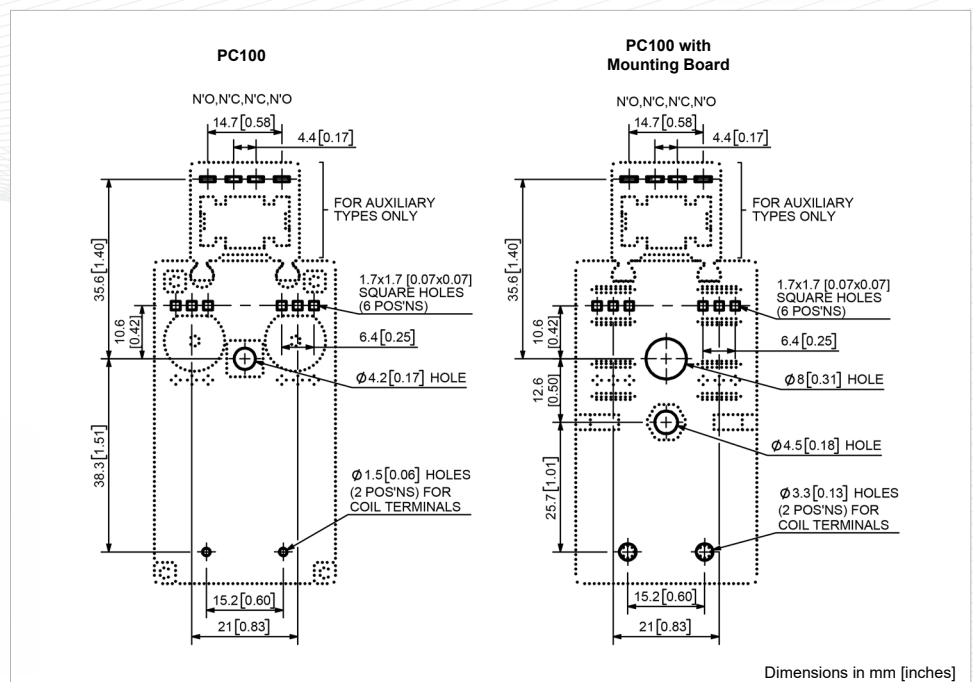 PC100
N'O,N'C,N'C,N'O
14.7[0.58]
4.4[0.17]
FOR AUXILIARY
TYPES ONLY
35.6[1.40]
1.7x1.7 [0.07x0.07]
SQUARE HOLES
(6 POS'NS)
10.6
[0.42]
6.4[0.25]
Ø4.2[0.17] HOLE
38.3[1.51]
Ø1.5[0.06] HOLES
(2 POS'NS) FOR
COIL TERMINALS
15.2[0.60]
21[0.83]
PC100 with
Mounting Board
N'O,N'C,N'C,N'O
14.7[0.58]
4.4[0.17]
FOR AUXILIARY
TYPES ONLY
35.6[1.40]
1.7x1.7 [0.07x0.07]
SQUARE HOLES
(6 POS'NS)
10.6
[0.42]
6.4[0.25]
Ø8[0.31] HOLE
12.6
[0.50]
Ø4.5[0.18] HOLE
25.7[1.01]
Ø3.3[0.13] HOLES
(2 POS'NS) FOR
COIL TERMINALS
15.2[0.60]
21[0.83]
Dimensions in mm [inches]